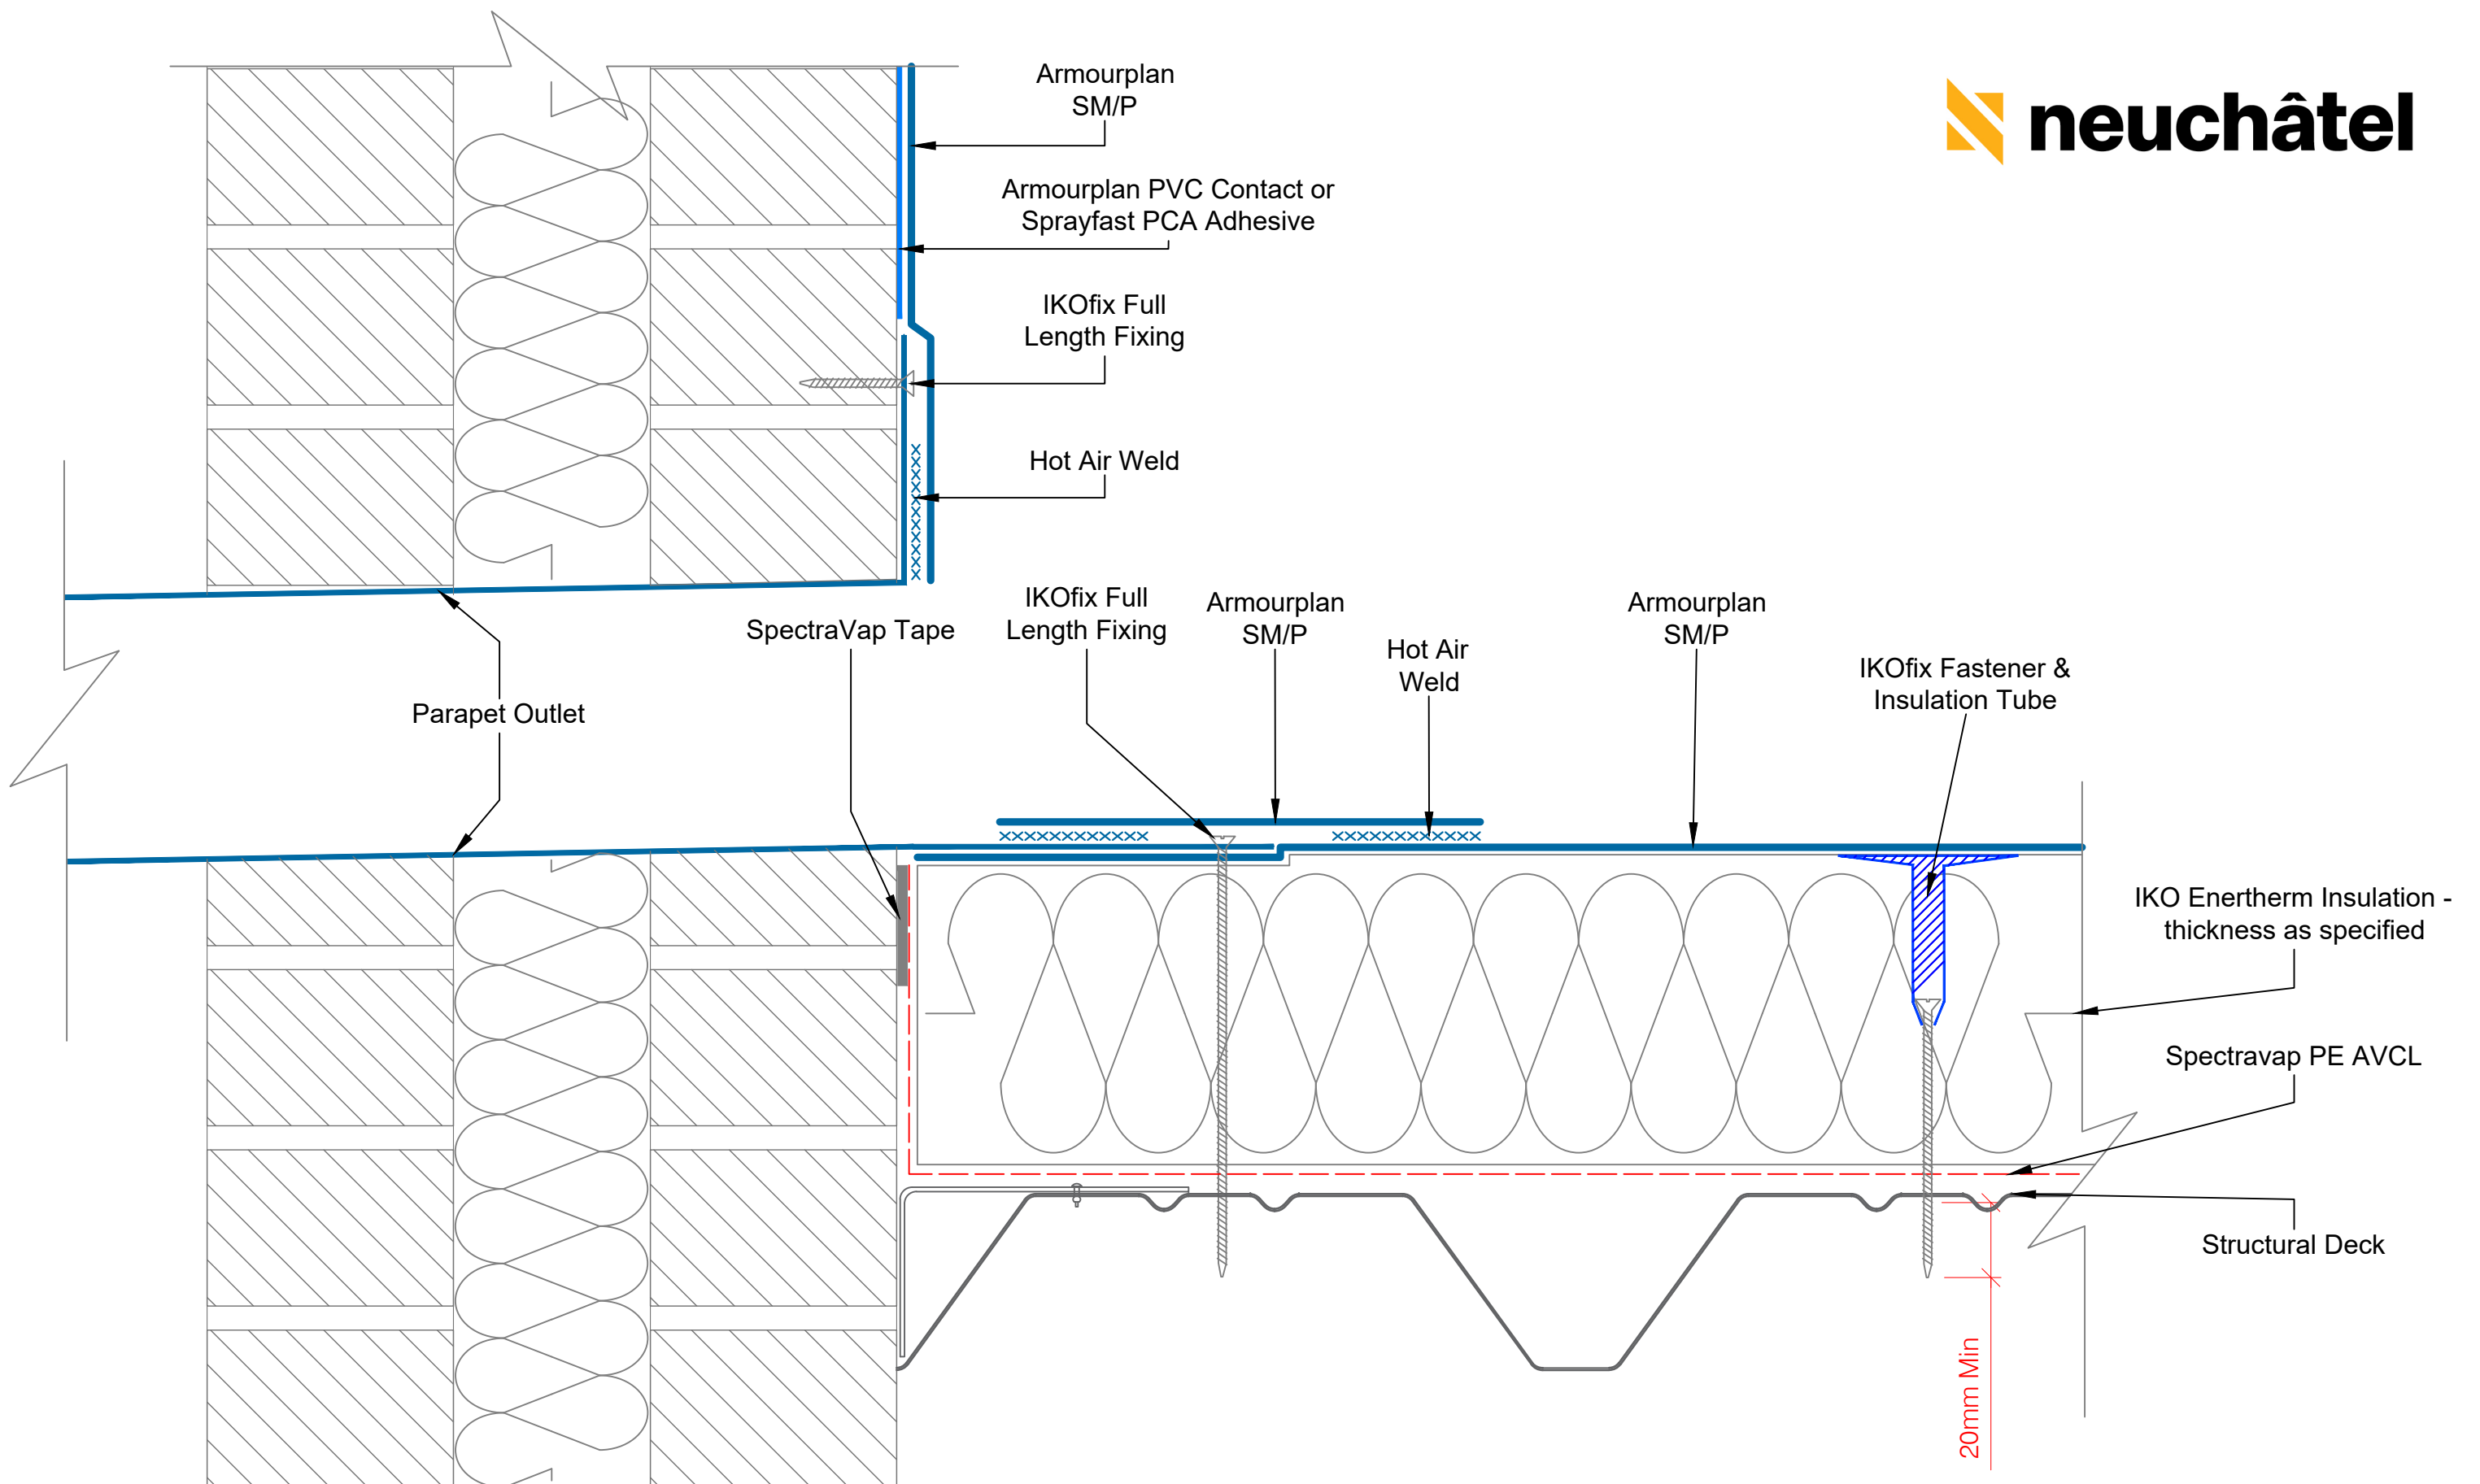 Armourplan
SM/P
neuchâtel
Armourplan PVC Contact or
Sprayfast PCA Adhesive
IKOfix Full
Length Fixing
Hot Air Weld
IKOfix Full
Length Fixing
Armourplan
SM/P
Armourplan
SM/P
SpectraVap Tape
Hot Air
Weld
IKOfix Fastener &
Insulation Tube
Parapet Outlet
IKO Enertherm Insulation -
thickness as specified
Spectravap PE AVCL
Structural Deck
20mm Min